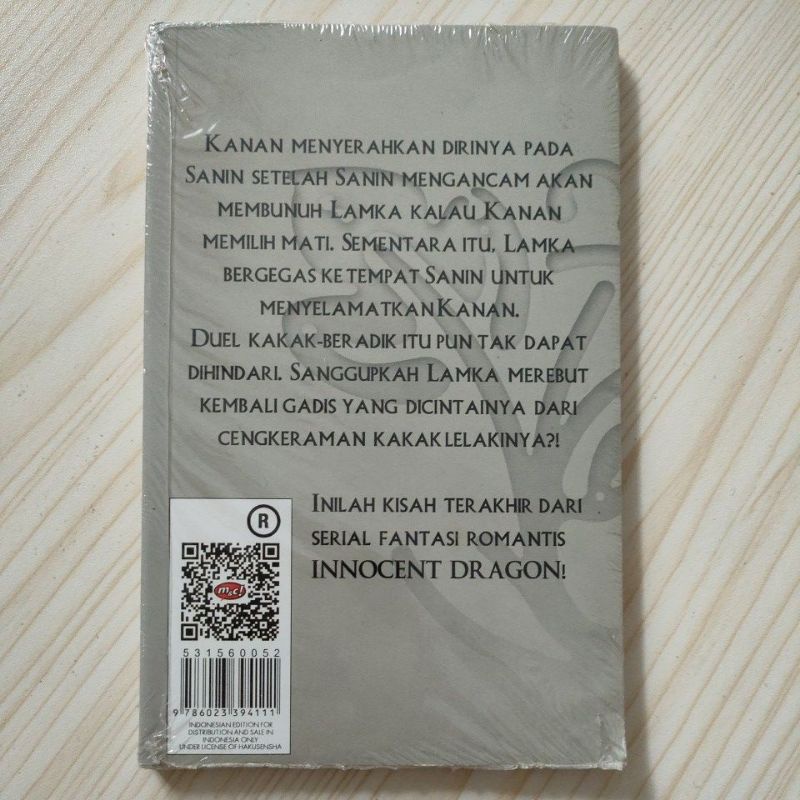 KANAN MENYERAHKAN DIRINYA PADA
SANIN SETELAH SANIN MENGANCAM AKAN
MEMBUNUH LAMKA KALAU KANAN
MEMILIH MATI. SEMENTARA ITU, LAMKA
BERGEGAS KE TEMPAT SANIN UNTUK
MENYELAMATKAN KANAN.
DUEL KAKAK-BERADIK ITU PUN TAK DAPAT
DIHINDARI. SANGGUPKAH LAMKA MEREBUT
KEMBALI GADIS YANG DICINTAINYA DARI
CENGKERAMAN KAKAK LELAKINYA?!
INILAH KISAH TERAKHIR DARI
SERIAL FANTASI ROMANTIS
INNOCENT DRAGON!
R
m&c!
531560052
9 786023 394111
INDONESIAN EDITION FOR
DISTRIBUTION AND SALE IN
INDONESIA ONLY
UNDER LICENSE OF HAKUSENSHA